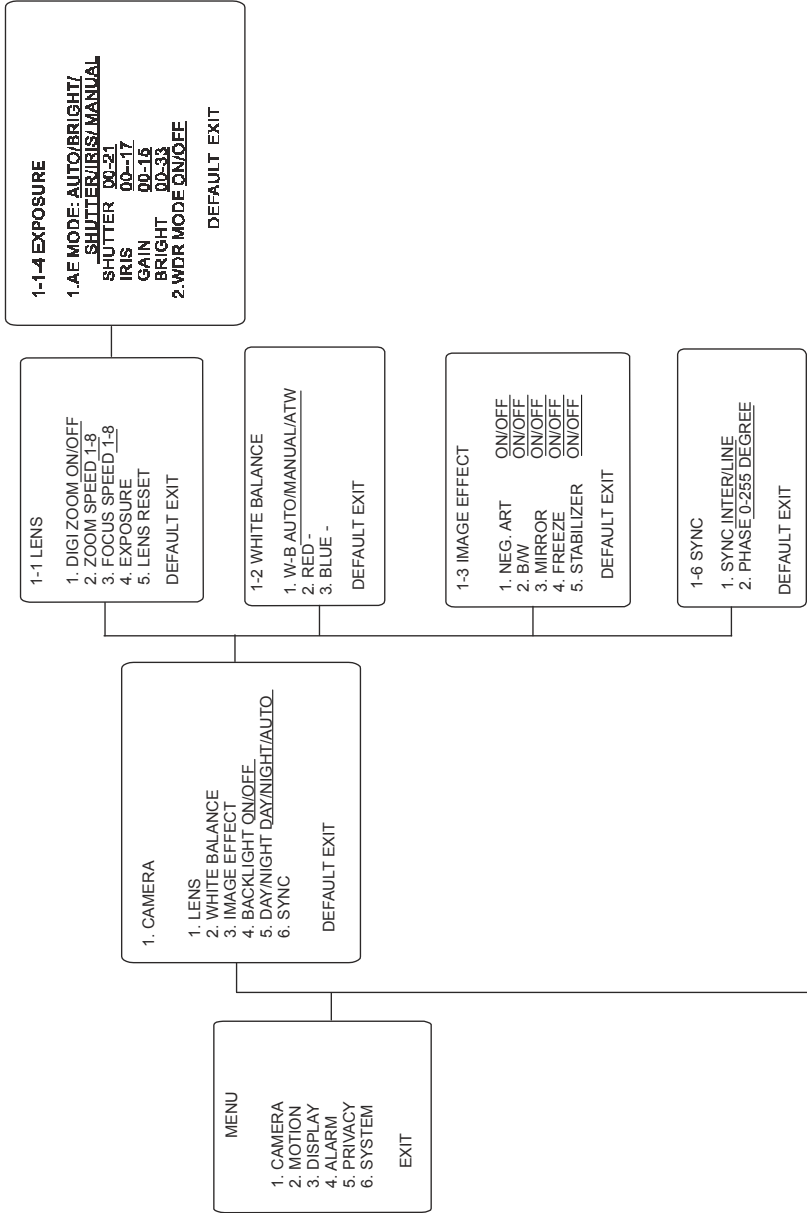 MENU
1. CAMERA
2. MOTION
3. DISPLAY
4. ALARM
5. PRIVACY
6. SYSTEM
EXIT
1. CAMERA
1. LENS
2. WHITE BALANCE
3. IMAGE EFFECT
4. BACKLIGHT ON/OFF
5. DAY/NIGHT DAY/NIGHT/AUTO
6. SYNC
DEFAULT EXIT
1-1 LENS
1. DIGI ZOOM ON/OFF
2. ZOOM SPEED 1-8
3. FOCUS SPEED 1-8
4. EXPOSURE
5. LENS RESET
DEFAULT EXIT
1-1-4 EXPOSURE
1.AE MODE: AUTO/BRIGHT/
SHUTTER/IRIS/ MANUAL
SHUTTER 00-21
IRIS 00--17
GAIN 00-15
BRIGHT 00-33
2.WDR MODE ON/OFF
DEFAULT EXIT
1-2 WHITE BALANCE
1. W-B AUTO/MANUAL/ATW
2. RED -
3. BLUE -
DEFAULT EXIT
1-3 IMAGE EFFECT
1. NEG. ART ON/OFF
2. B/W ON/OFF
3. MIRROR ON/OFF
4. FREEZE ON/OFF
5. STABILIZER ON/OFF
DEFAULT EXIT
1-6 SYNC
1. SYNC INTER/LINE
2. PHASE 0-255 DEGREE
DEFAULT EXIT